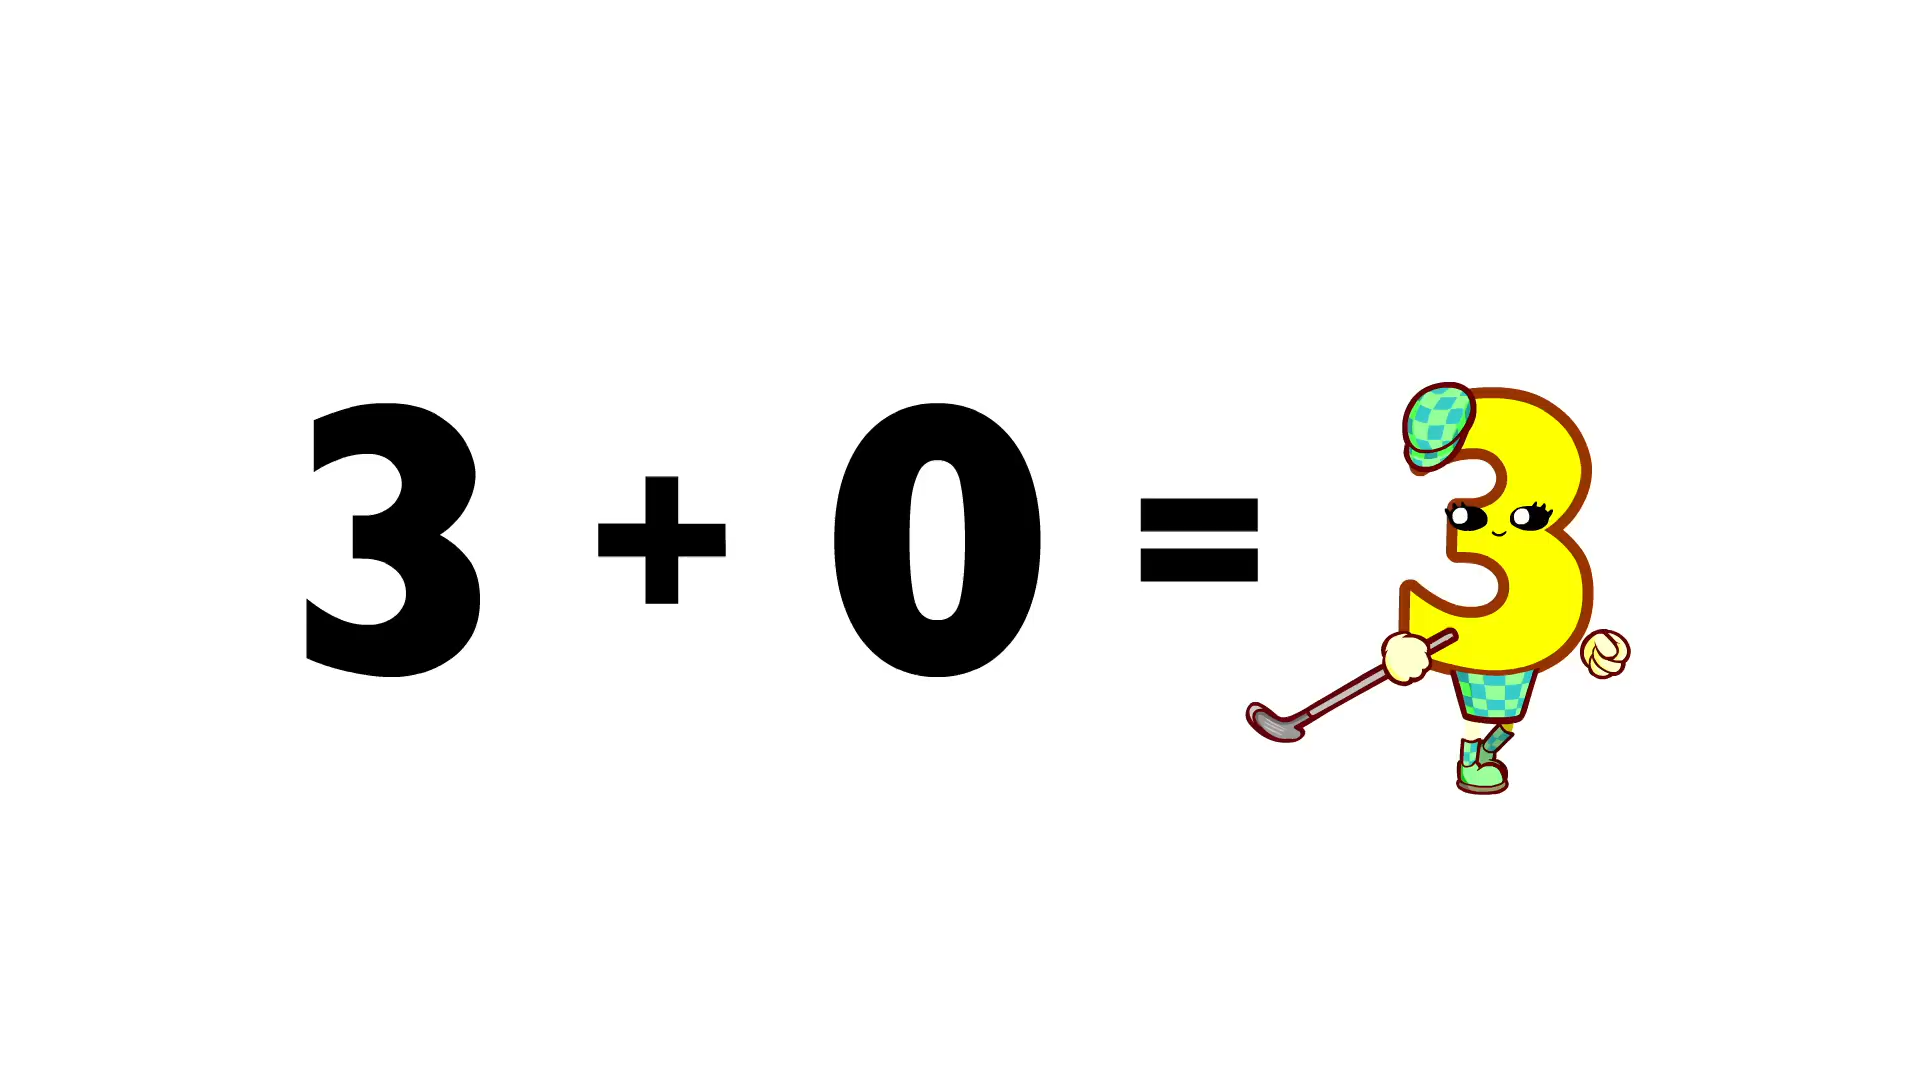 3 + 0 = 3